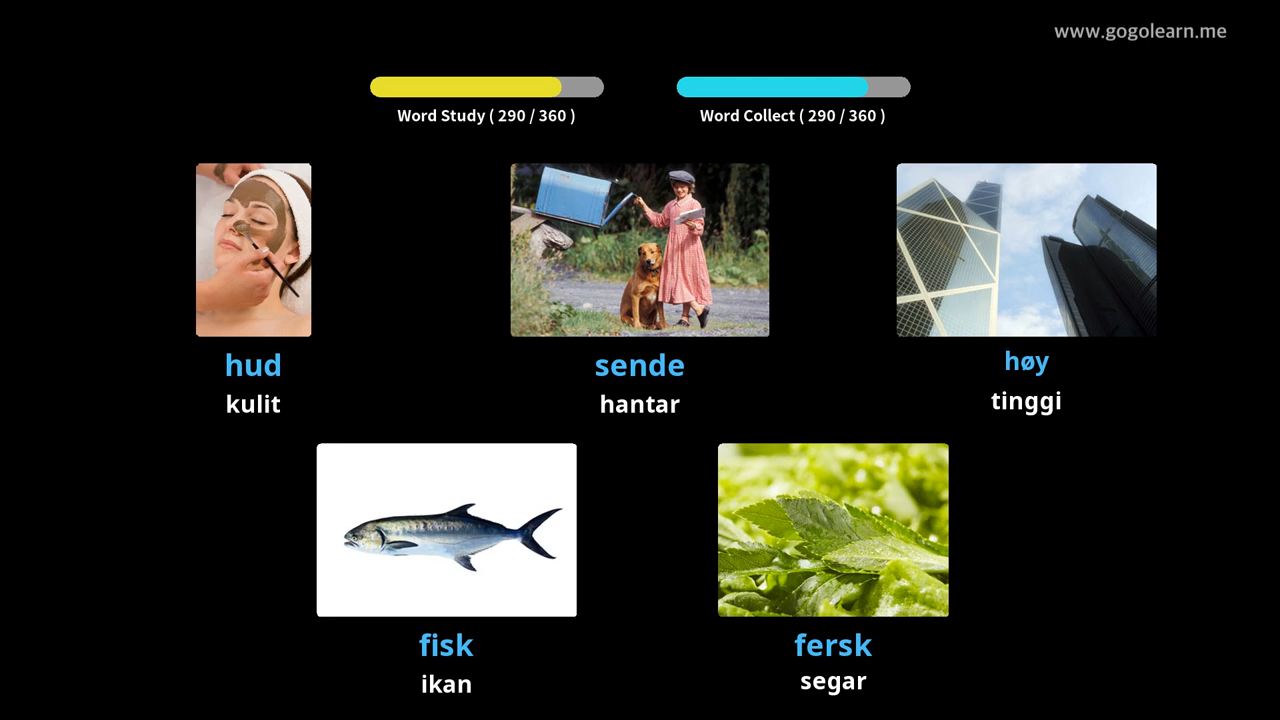 www.gogolearn.me
Word Study ( 290 / 360 )
Word Collect ( 290 / 360 )
hud
kulit
sende
hantar
høy
tinggi
fisk
ikan
fersk
segar